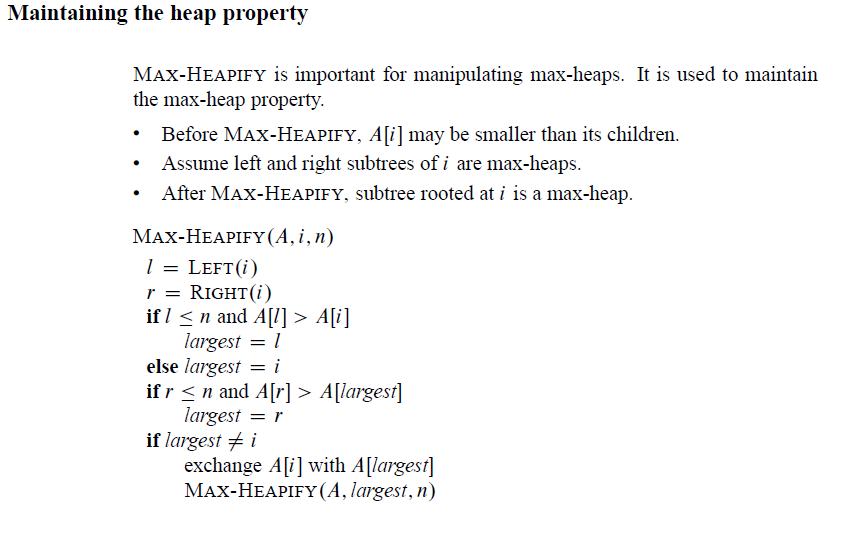 Maintaining the heap property
MAX-HEAPIFY is important for manipulating max-heaps. It is used to maintain
the max-heap property.
• Before MAX-HEAPIFY, A[i] may be smaller than its children.
• Assume left and right subtrees of i are max-heaps.
• After MAX-HEAPIFY, subtree rooted at i is a max-heap.
MAX-HEAPIFY(A, i, n)
l = LEFT(i)
r = RIGHT(i)
if l ≤ n and A[l] > A[i]
largest = l
else largest = i
if r ≤ n and A[r] > A[largest]
largest = r
if largest ≠ i
exchange A[i] with A[largest]
MAX-HEAPIFY(A, largest, n)